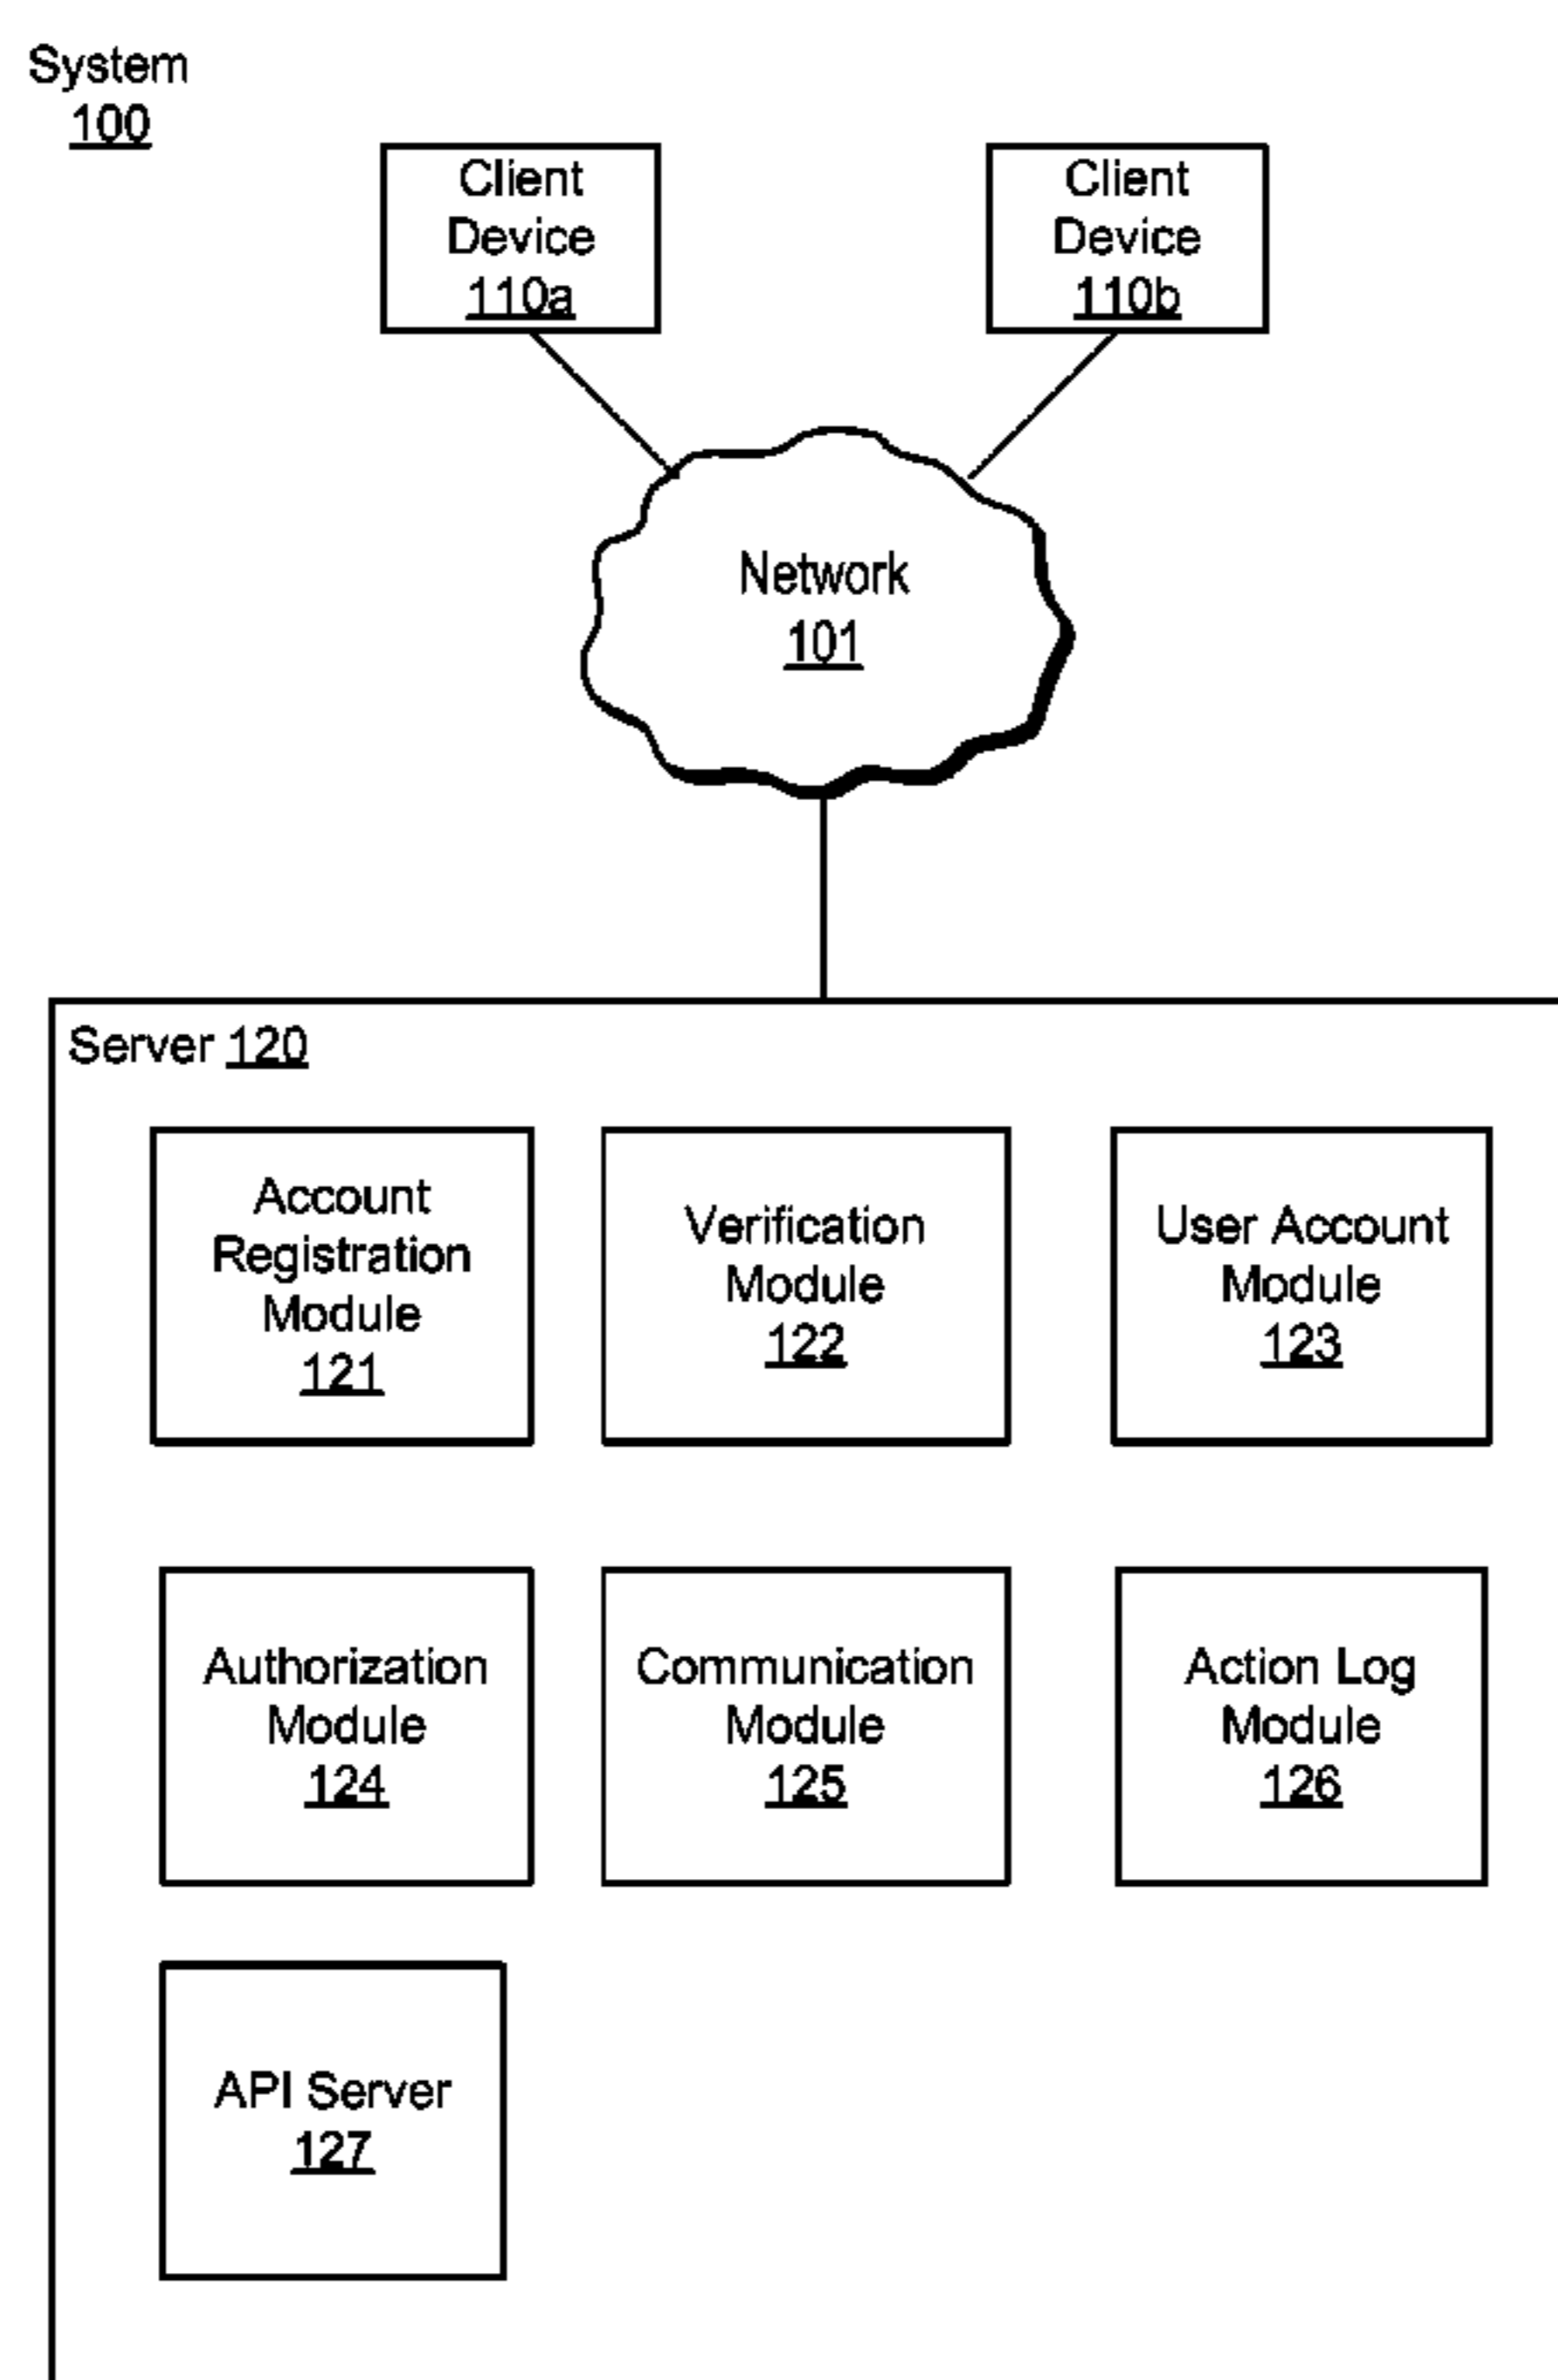 System
100
Client
Device
110a
Client
Device
110b
Network
101
Server 120
Account
Registration
Module
121
Verification
Module
122
User Account
Module
123
Authorization
Module
124
Communication
Module
125
Action Log
Module
126
API Server
127